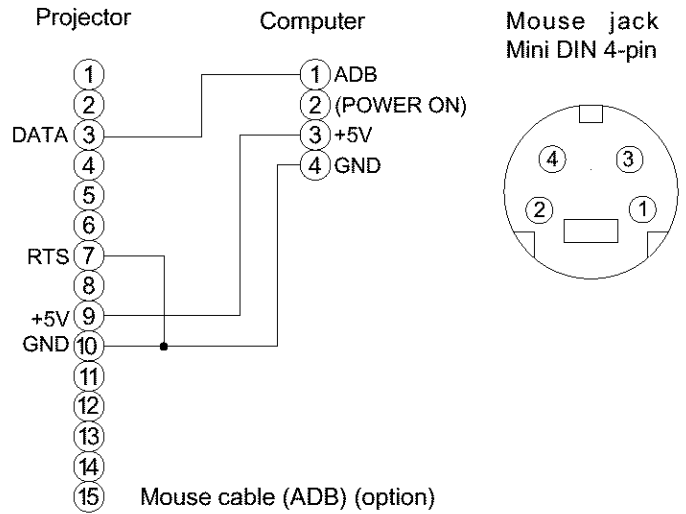 Projector
1
2
DATA 3
4
5
6
RTS 7
8
+5V 9
GND 10
11
12
13
14
15
Computer
1 ADB
2 (POWER ON)
3 +5V
4 GND
Mouse jack
Mini DIN 4-pin
4 3
2 1
Mouse cable (ADB) (option)